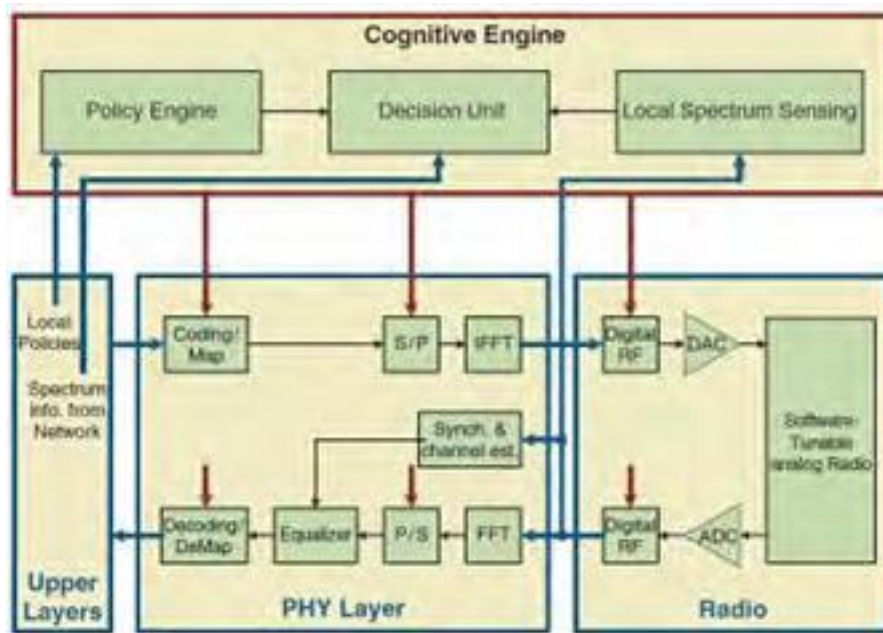 Cognitive Engine
Policy Engine
Decision Unit
Local Spectrum Sensing
Local
Policies
Spectrum
info. from
Network
Upper
Layers
Coding/
Map
S/P
IFFT
Synch. &
channel est.
Decoding/
DeMap
Equalizer
P/S
FFT
PHY Layer
Digital
RF
DAC
Software-
Tunable
analog Radio
Digital
RF
ADC
Radio